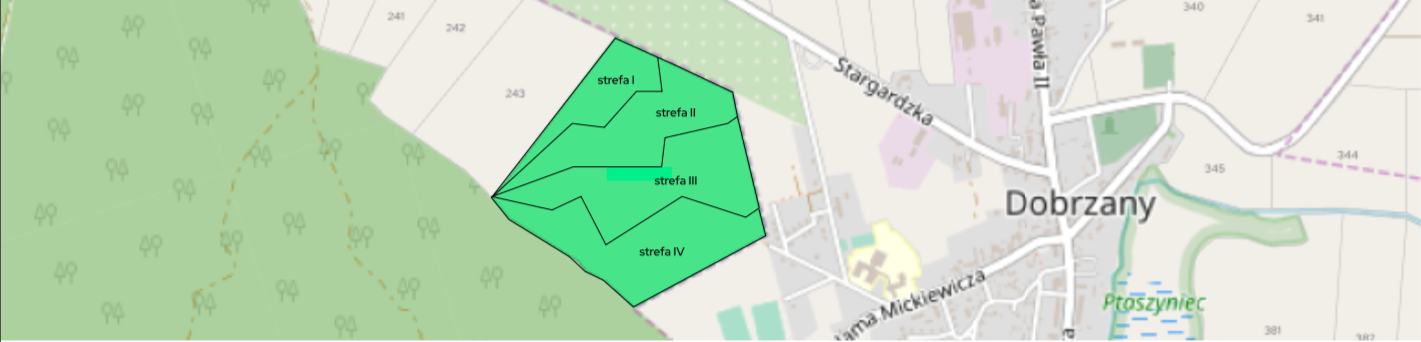 241
242
243
strefa I
strefa II
strefa III
strefa IV
Stargardzka
a Pawła II
340
341
344
345
Dobrzany
dama Mickiewicza
Ptaszyniec
a
381
382